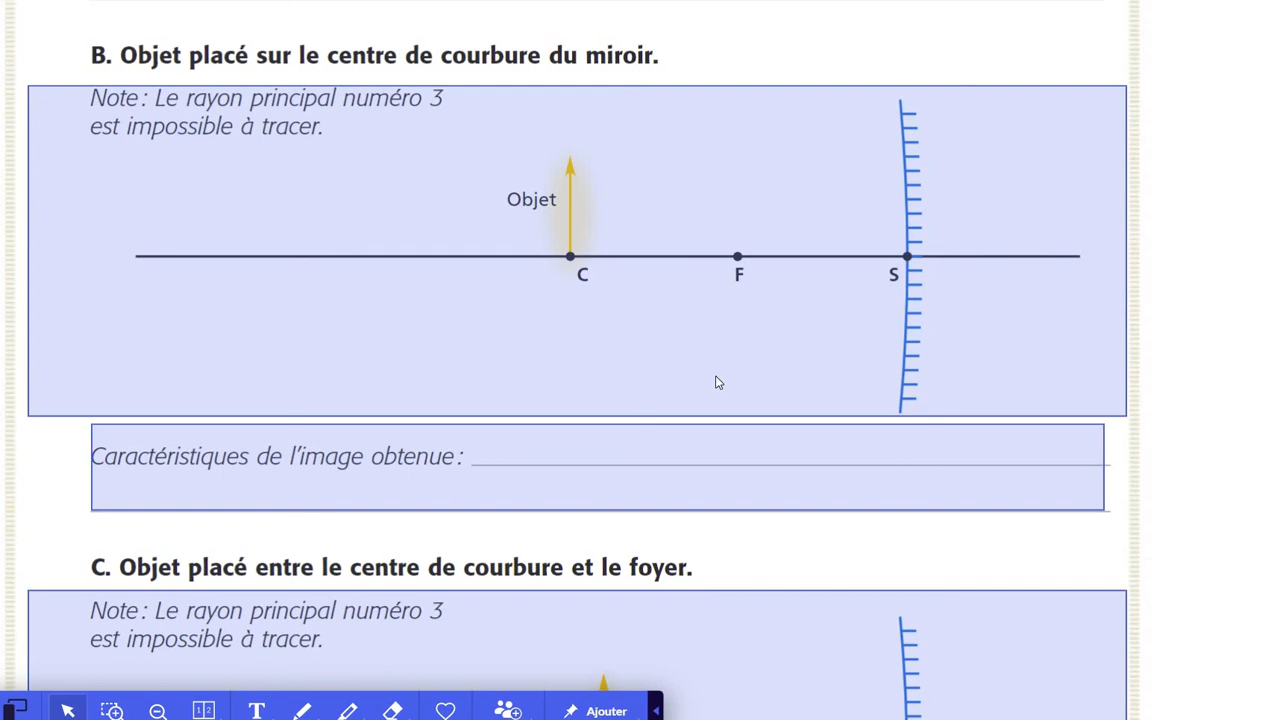 B. Objet placé sur le centre de courbure du miroir.
Note : Le rayon principal numéro 3
est impossible à tracer.
Objet
C
F
S
Caractéristiques de l'image obtenue :
C. Objet placé entre le centre de courbure et le foyer.
Note : Le rayon principal numéro 3
est impossible à tracer.
1 2
T
Ajouter